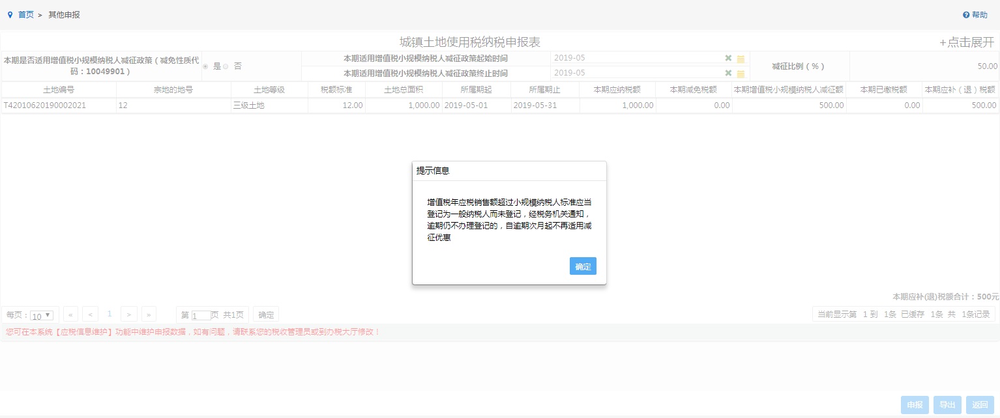 首页 > 其他申报
帮助
城镇土地使用税纳税申报表
+点击展开
本期是否适用增值税小规模纳税人减征政策（减免性质代
码：10049901）
是 否
本期适用增值税小规模纳税人减征政策起始时间 2019-05
本期适用增值税小规模纳税人减征政策终止时间 2019-05
减征比例（%） 50.00
土地编号 宗地的地号 土地等级 税额标准 土地总面积 所属期起 所属期止 本期应纳税额 本期减免税额 本期增值税小规模纳税人减征额 本期已缴税额 本期应补（退）税额
T42010620190002021 12 三级土地 12.00 1,000.00 2019-05-01 2019-05-31 1,000.00 0.00 500.00 0.00 500.00
提示信息
增值税年应税销售额超过小规模纳税人标准应当
登记为一般纳税人而未登记，经税务机关通知，
逾期仍不办理登记的，自逾期次月起不再适用减
征优惠
确定
本期应补(退)税额合计：500元
每页： 10 « < 1 > » 第 1 页 共1页 确定
当前显示第 1 到 1条 已缓存 1条 共 1条记录
您可在本系统【应税信息维护】功能中维护申报数据，如有问题，请联系您的税收管理员或到办税大厅修改！
申报 导出 返回